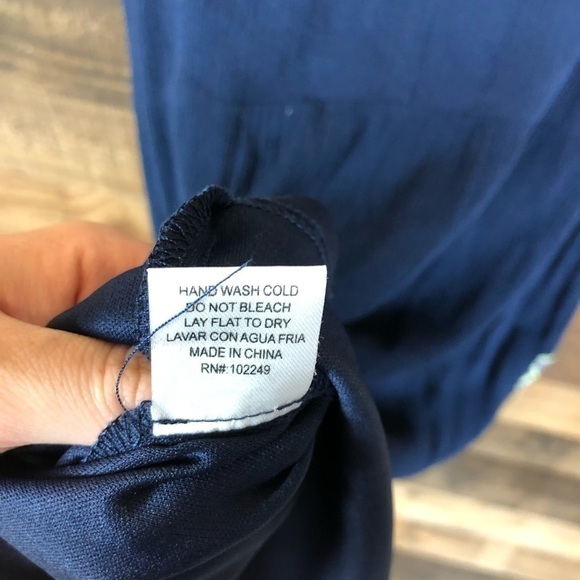 HAND WASH COLD
DO NOT BLEACH
LAY FLAT TO DRY
LAVAR CON AGUA FRIA
MADE IN CHINA
RN#:102249